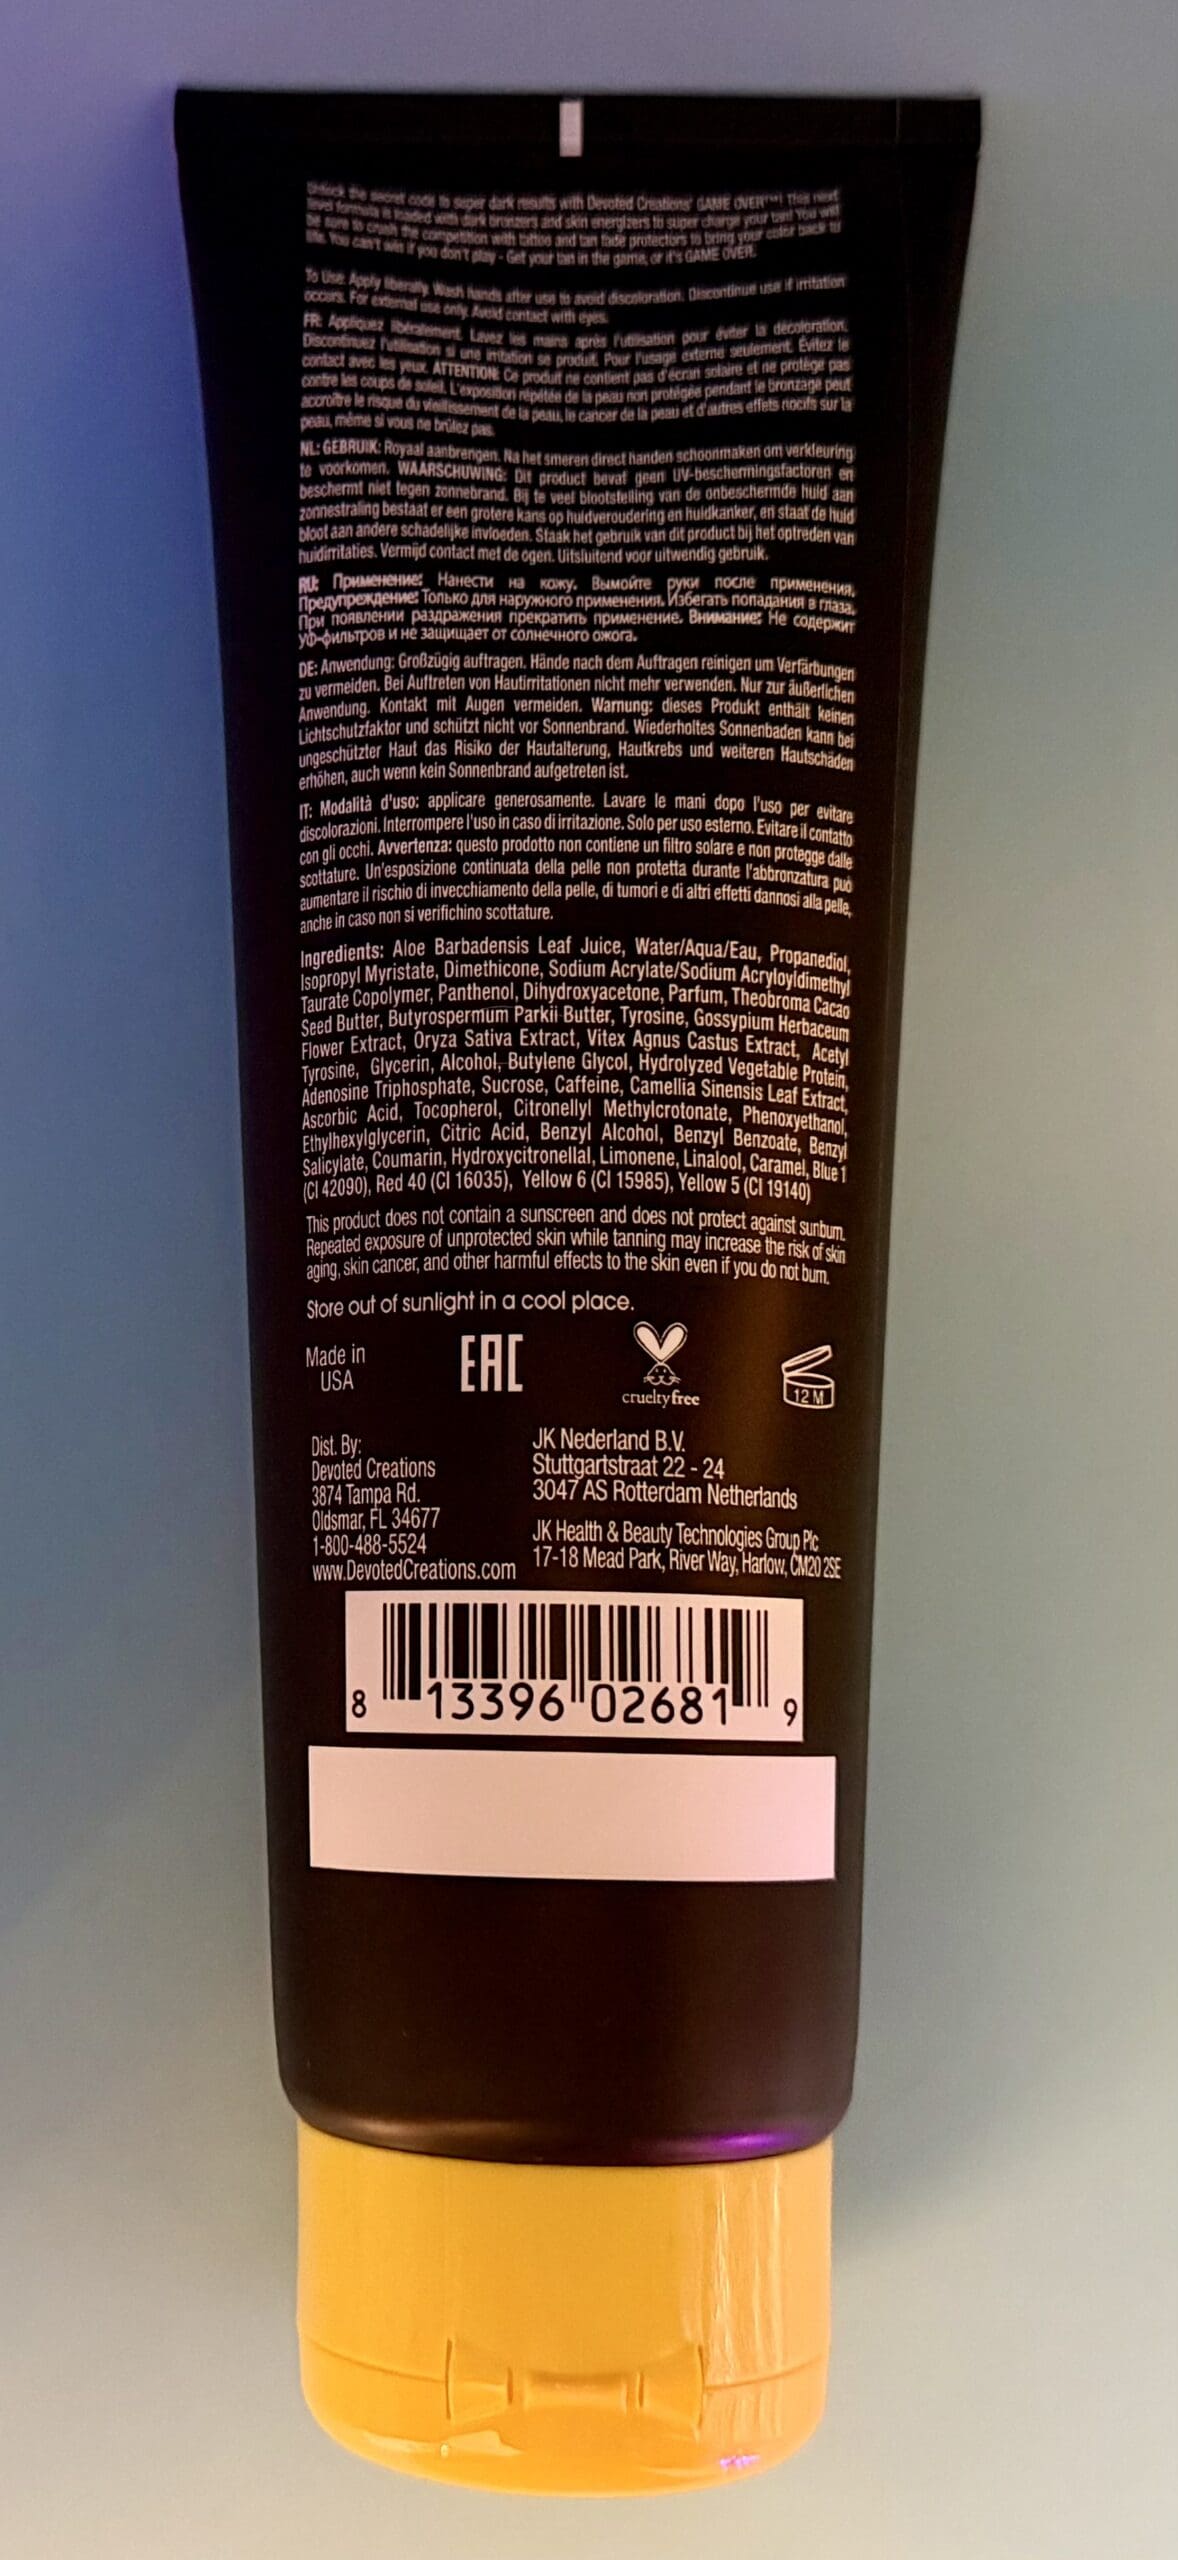 Unlock the secret code to super dark results with Devoted Creations' GAME OVER™! This next
level formula is loaded with dark bronzers and skin energizers to super charge your tan! You will
be sure to crush the competition with tattoo and tan fade protectors to bring your color back to
life. You can't win if you don't play - Get your tan in the game, or it's GAME OVER.
To Use: Apply liberally. Wash hands after use to avoid discoloration. Discontinue use if irritation
occurs. For external use only. Avoid contact with eyes.
FR: Appliquez libéralement. Lavez les mains après l'utilisation pour éviter la décoloration.
Discontinuez l'utilisation si une irritation se produit. Pour l'usage externe seulement. Évitez le
contact avec les yeux. ATTENTION: Ce produit ne contient pas d'écran solaire et ne protège pas
contre les coups de soleil. L'exposition répétée de la peau non protégée pendant le bronzage peut
accroître le risque du vieillissement de la peau, le cancer de la peau et d'autres effets nocifs sur la
peau, même si vous ne brûlez pas.
NL: GEBRUIK: Royaal aanbrengen. Na het smeren direct handen schoonmaken om verkleuring
te voorkomen. WAARSCHUWING: Dit product bevat geen UV-beschermingsfactoren en
beschermt niet tegen zonnebrand. Bij te veel blootstelling van de onbeschermde huid aan
zonnestraling bestaat er een grotere kans op huidveroudering en huidkanker, en staat de huid
bloot aan andere schadelijke invloeden. Staak het gebruik van dit product bij het optreden van
huidirritaties. Vermijd contact met de ogen. Uitsluitend voor uitwendig gebruik.
RU: Применение: Нанести на кожу. Вымойте руки после применения.
Предупреждение: Только для наружного применения. Избегать попадания в глаза.
При появлении раздражения прекратить применение. Внимание: Не содержит
УФ-фильтров и не защищает от солнечного ожога.
DE: Anwendung: Großzügig auftragen. Hände nach dem Auftragen reinigen um Verfärbungen
zu vermeiden. Bei Auftreten von Hautirritationen nicht mehr verwenden. Nur zur äußerlichen
Anwendung. Kontakt mit Augen vermeiden. Warnung: dieses Produkt enthält keinen
Lichtschutzfaktor und schützt nicht vor Sonnenbrand. Wiederholtes Sonnenbaden kann bei
ungeschützter Haut das Risiko der Hautalterung, Hautkrebs und weiteren Hautschäden
erhöhen, auch wenn kein Sonnenbrand aufgetreten ist.
IT: Modalità d'uso: applicare generosamente. Lavare le mani dopo l'uso per evitare
discolorazioni. Interrompere l'uso in caso di irritazione. Solo per uso esterno. Evitare il contatto
con gli occhi. Avvertenza: questo prodotto non contiene un filtro solare e non protegge dalle
scottature. Un'esposizione continuata della pelle non protetta durante l'abbronzatura può
aumentare il rischio di invecchiamento della pelle, di tumori e di altri effetti dannosi alla pelle,
anche in caso non si verifichino scottature.
Ingredients: Aloe Barbadensis Leaf Juice, Water/Aqua/Eau, Propanediol,
Isopropyl Myristate, Dimethicone, Sodium Acrylate/Sodium Acryloyldimethyl
Taurate Copolymer, Panthenol, Dihydroxyacetone, Parfum, Theobroma Cacao
Seed Butter, Butyrospermum Parkii Butter, Tyrosine, Gossypium Herbaceum
Flower Extract, Oryza Sativa Extract, Vitex Agnus Castus Extract, Acetyl
Tyrosine, Glycerin, Alcohol, Butylene Glycol, Hydrolyzed Vegetable Protein,
Adenosine Triphosphate, Sucrose, Caffeine, Camellia Sinensis Leaf Extract,
Ascorbic Acid, Tocopherol, Citronellyl Methylcrotonate, Phenoxyethanol,
Ethylhexylglycerin, Citric Acid, Benzyl Alcohol, Benzyl Benzoate, Benzyl
Salicylate, Coumarin, Hydroxycitronellal, Limonene, Linalool, Caramel, Blue 1
(CI 42090), Red 40 (CI 16035), Yellow 6 (CI 15985), Yellow 5 (CI 19140)
This product does not contain a sunscreen and does not protect against sunburn.
Repeated exposure of unprotected skin while tanning may increase the risk of skin
aging, skin cancer, and other harmful effects to the skin even if you do not burn.
Store out of sunlight in a cool place.
Made in
USA
EAC
cruelty free
12 M
Dist. By:
Devoted Creations
3874 Tampa Rd.
Oldsmar, FL 34677
1-800-488-5524
www.DevotedCreations.com
JK Nederland B.V.
Stuttgartstraat 22 - 24
3047 AS Rotterdam Netherlands
JK Health & Beauty Technologies Group Plc
17-18 Mead Park, River Way, Harlow, CM20 2SE
8 13396 02681 9